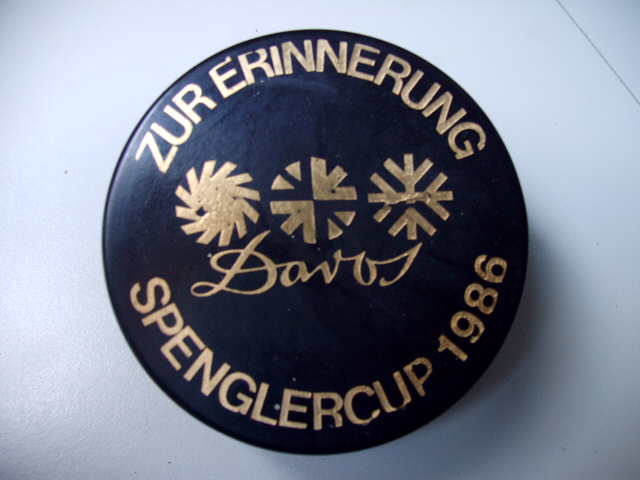 ZUR ERINNERUNG
Davos
SPENGLERCUP 1986